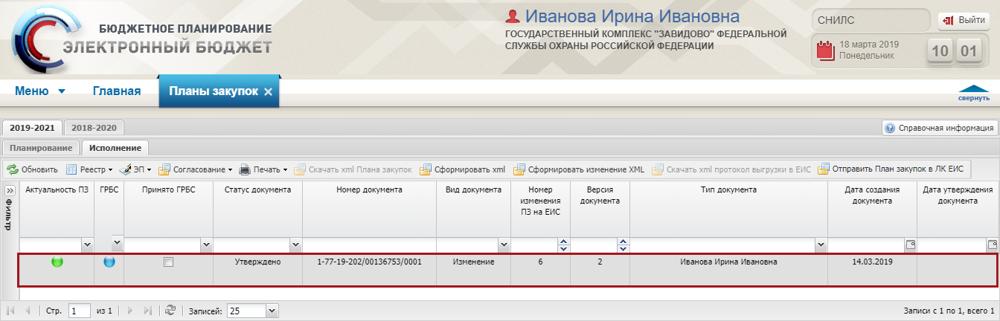 БЮДЖЕТНОЕ ПЛАНИРОВАНИЕ
ЭЛЕКТРОННЫЙ БЮДЖЕТ
Иванова Ирина Ивановна
ГОСУДАРСТВЕННЫЙ КОМПЛЕКС "ЗАВИДОВО" ФЕДЕРАЛЬНОЙ
СЛУЖБЫ ОХРАНЫ РОССИЙСКОЙ ФЕДЕРАЦИИ
СНИЛС
Выйти
18 марта 2019
Понедельник
10 01
Меню Главная Планы закупок
свернуть
2019-2021 2018-2020 Справочная информация
Планирование Исполнение
Обновить Реестр ЭП Согласование Печать Скачать xml Плана закупок Сформировать xml Сформировать изменение XML Скачать xml протокол выгрузки в ЕИС Отправить План закупок в ЛК ЕИС
Фильтр
Актуальность ПЗ ГРБС Принято ГРБС Статус документа Номер документа Вид документа Номер изменения ПЗ на ЕИС Версия документа Тип документа Дата создания документа Дата утверждения документа
Утверждено 1-77-19-202/00136753/0001 Изменение 6 2 Иванова Ирина Ивановна 14.03.2019
Стр. 1 из 1 Записей: 25 Записи с 1 по 1, всего 1